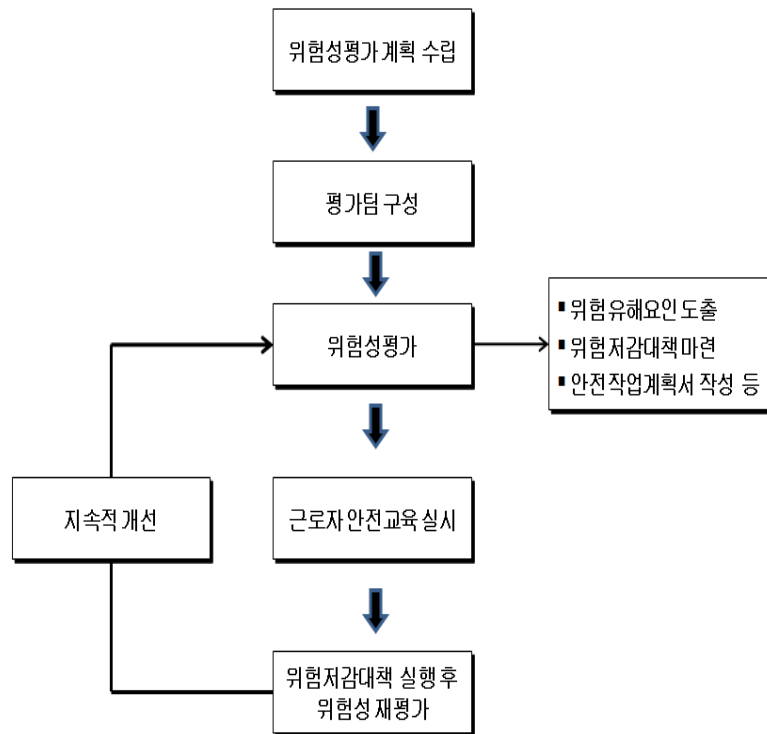 위험성평가 계획 수립
평가팀 구성
위험성평가
▪ 위험 유해요인 도출
▪ 위험저감대책 마련
▪ 안전작업계획서 작성 등
지속적 개선
근로자 안전교육 실시
위험저감대책 실행 후
위험성 재평가